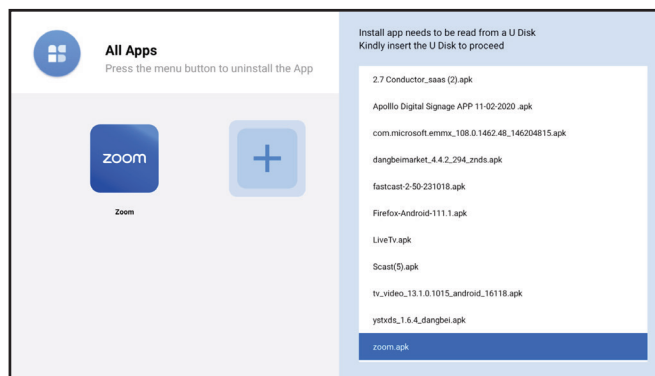 All Apps
Press the menu button to uninstall the App
zoom
Zoom
Install app needs to be read from a U Disk
Kindly insert the U Disk to proceed
2.7 Conductor_saas (2).apk
Apolllo Digital Signage APP 11-02-2020 .apk
com.microsoft.emmx_108.0.1462.48_146204815.apk
dangbeimarket_4.4.2_294_znds.apk
fastcast-2-50-231018.apk
Firefox-Android-111.1.apk
LiveTv.apk
Scast(5).apk
tv_video_13.1.0.1015_android_16118.apk
ystxds_1.6.4_dangbei.apk
zoom.apk